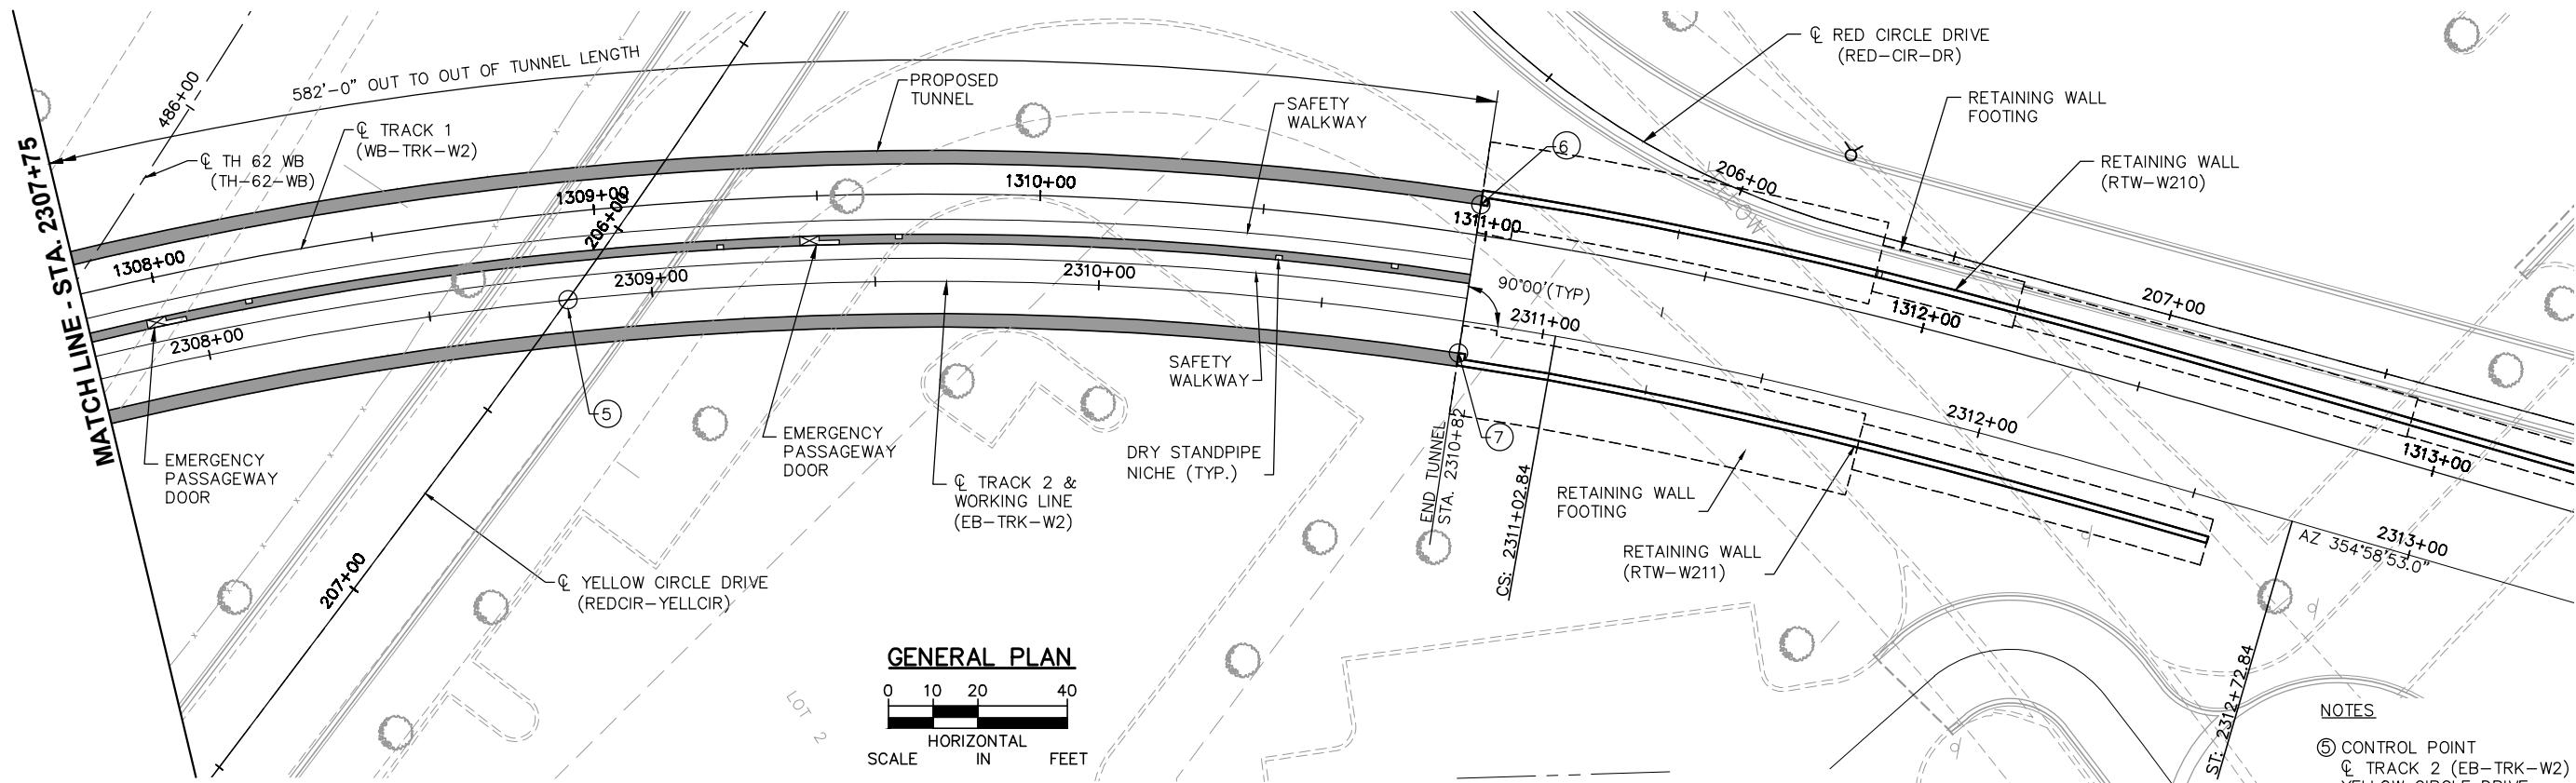 MATCH LINE - STA. 2307+75
582'-0" OUT TO OUT OF TUNNEL LENGTH
486+00
℄ TH 62 WB
(TH-62-WB)
℄ TRACK 1
(WB-TRK-W2)
PROPOSED
TUNNEL
SAFETY
WALKWAY
℄ RED CIRCLE DRIVE
(RED-CIR-DR)
RETAINING WALL
FOOTING
RETAINING WALL
(RTW-W210)
6
206+00
207+00
1308+00
1309+00
1310+00
1311+00
1312+00
1313+00
206+00
207+00
2308+00
2309+00
2310+00
2311+00
2312+00
2313+00
AZ 354°58'53.0"
90°00'(TYP)
5
7
EMERGENCY
PASSAGEWAY
DOOR
EMERGENCY
PASSAGEWAY
DOOR
℄ TRACK 2 &
WORKING LINE
(EB-TRK-W2)
DRY STANDPIPE
NICHE (TYP.)
SAFETY
WALKWAY
END TUNNEL
STA. 2310+82
CS: 2311+02.84
RETAINING WALL
FOOTING
RETAINING WALL
(RTW-W211)
℄ YELLOW CIRCLE DRIVE
(REDCIR-YELLCIR)
ST: 2312+72.84
LOT 2
GENERAL PLAN
0 10 20 40
HORIZONTAL
SCALE IN FEET
NOTES
5 CONTROL POINT
℄ TRACK 2 (EB-TRK-W2)